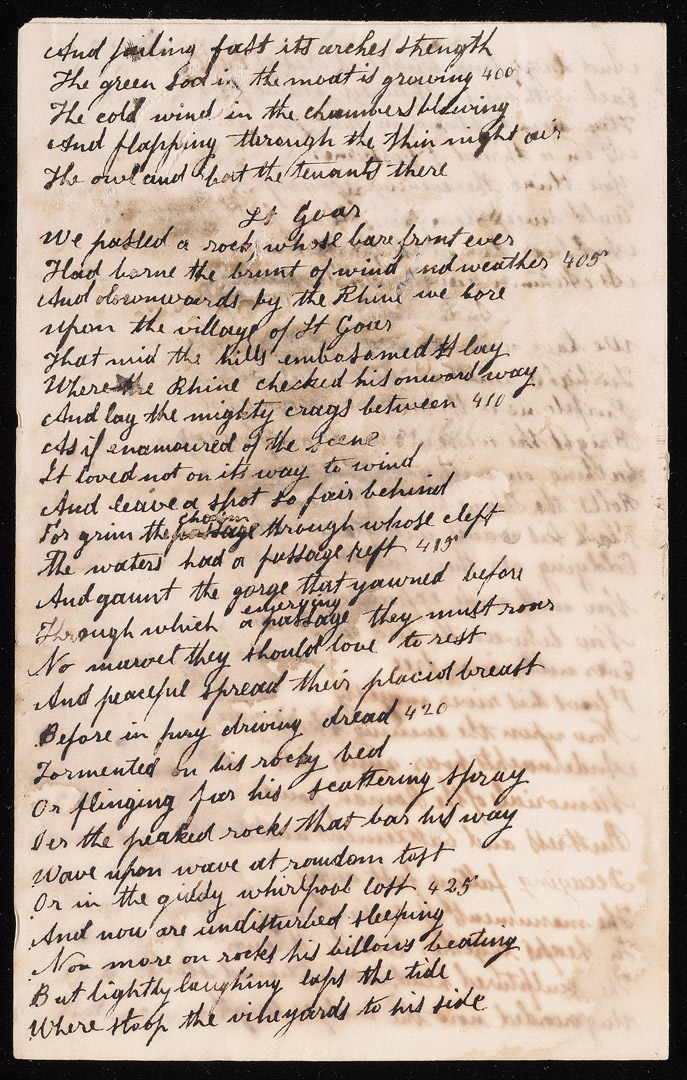 And failing fast its arches strength
The green sod in the moat is growing 400
The cold wind in the chambers blowing
And flapping through the thin night air
The owl and bat the tenants there
St Goar
We passed a rock whose bare front ever
Had borne the brunt of wind and weather 405
And downwards by the Rhine we bore
Upon the village of St Goar
That mid the hills embosomed lay
Where the Rhine checked his onward way
And lay the mighty crags between 410
As if enamoured of the scene
It loved not on its way to wind
And leave a spot so fair behind
chasm
For grim the passage through whose cleft
The waters had a passage reft 415
And gaunt the gorge that yawned before
emerging
Through which a passage they must roar
No marvel they should love to rest
And peaceful spread their placid breast
Before in fury driving dread 420
Tormented on his rocky bed
Or flinging far his scattering spray
Oer the peaked rocks that bar his way
Wave upon wave at random tost
Or in the giddy whirlpool lost 425
And now are undisturbed sleeping
Nor more on rocks his billows beating
But lightly laughing laps the tide
Where stoop the vineyards to his side